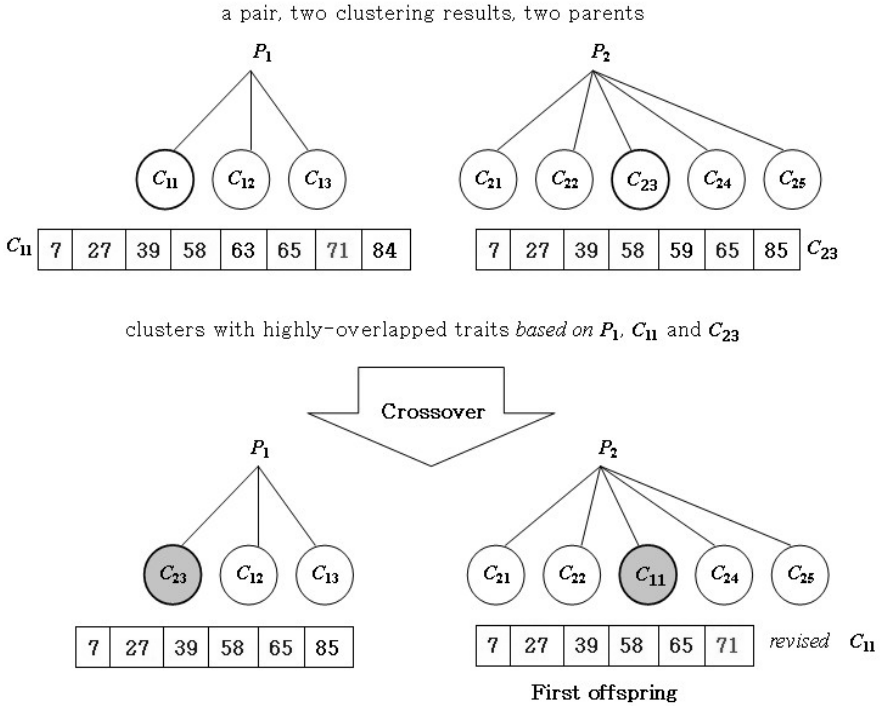 a pair, two clustering results, two parents
P1 P2
C11 C12 C13 C21 C22 C23 C24 C25
C11 7 27 39 58 63 65 71 84 7 27 39 58 59 65 85 C23
clusters with highly-overlapped traits based on P1, C11 and C23
Crossover
P1 P2
C23 C12 C13 C21 C22 C11 C24 C25
7 27 39 58 65 85 7 27 39 58 65 71 revised C11
First offspring